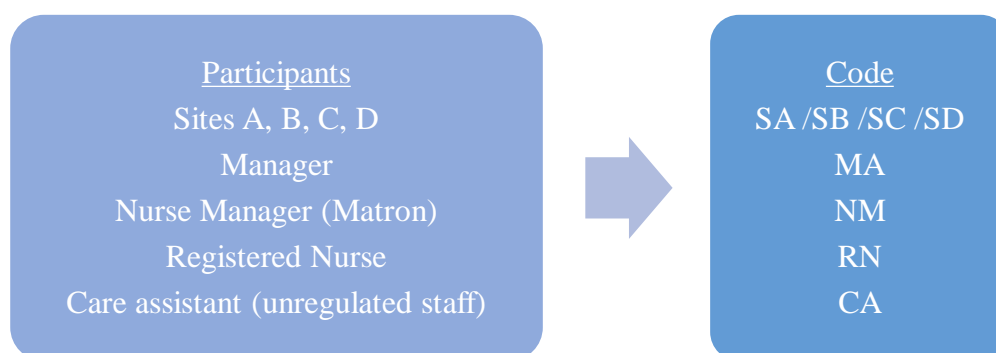 Participants
Sites A, B, C, D
Manager
Nurse Manager (Matron)
Registered Nurse
Care assistant (unregulated staff)
Code
SA /SB /SC /SD
MA
NM
RN
CA